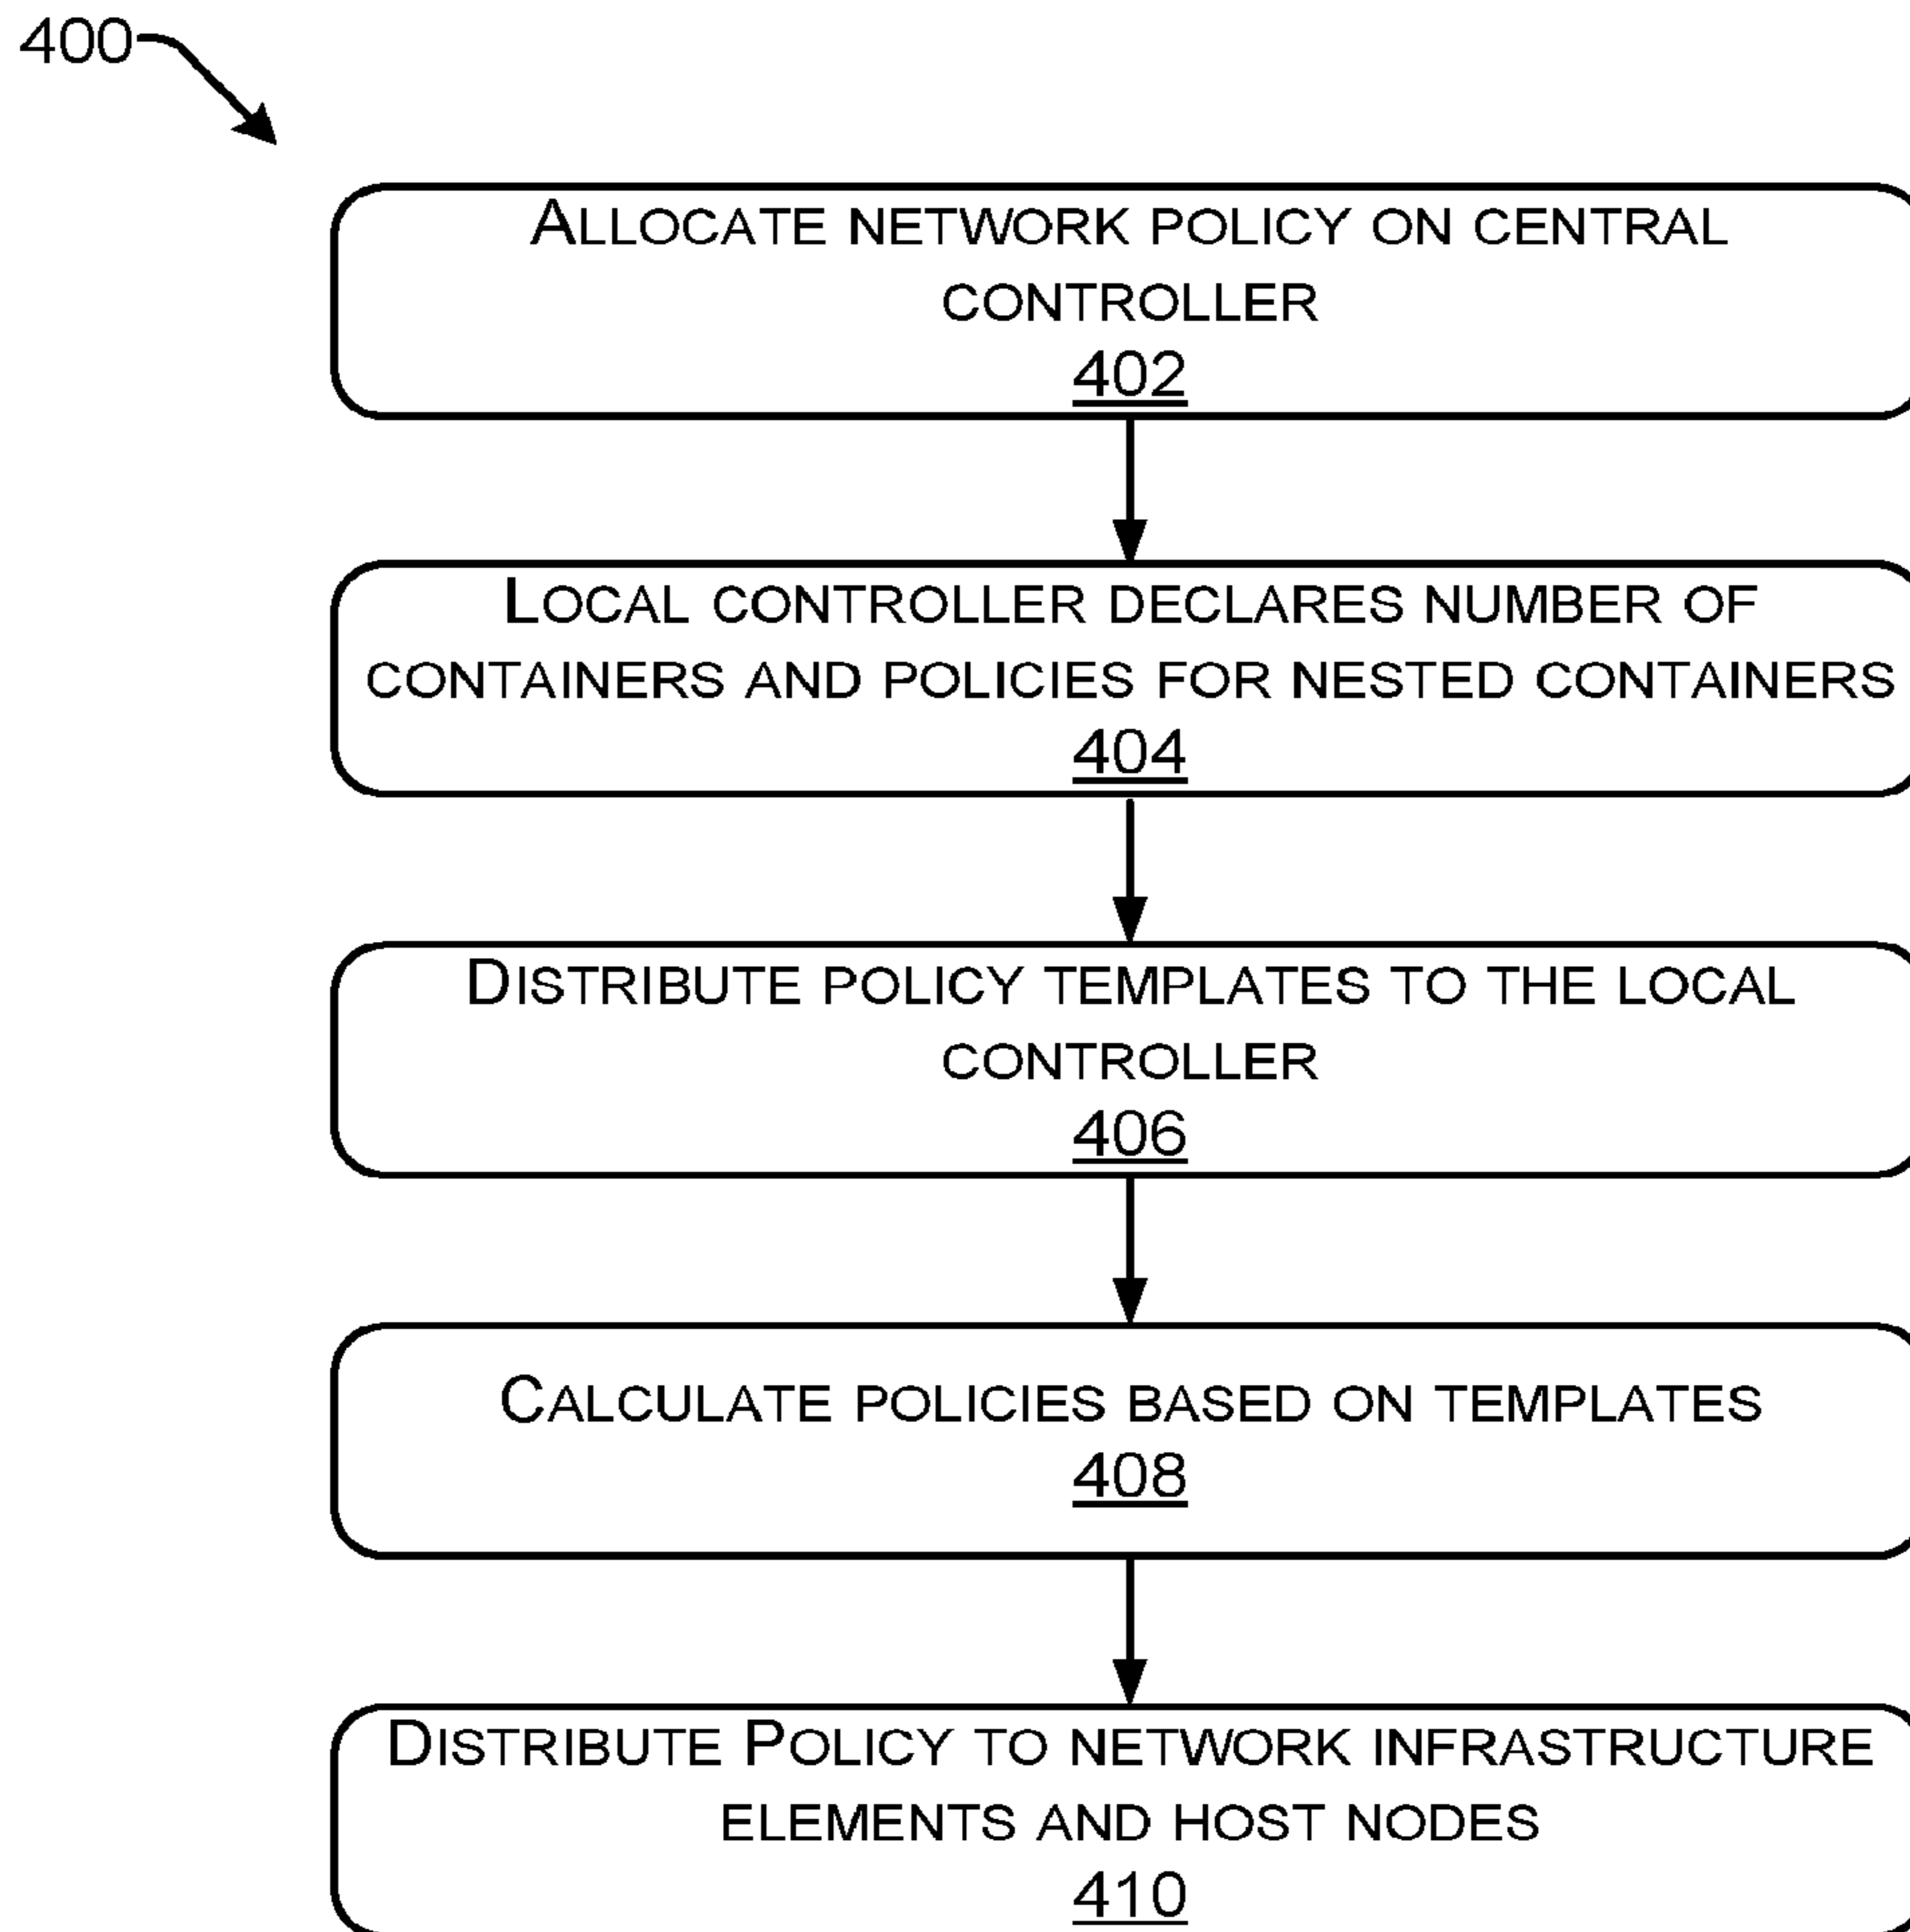 400
ALLOCATE NETWORK POLICY ON CENTRAL
CONTROLLER
402
LOCAL CONTROLLER DECLARES NUMBER OF
CONTAINERS AND POLICIES FOR NESTED CONTAINERS
404
DISTRIBUTE POLICY TEMPLATES TO THE LOCAL
CONTROLLER
406
CALCULATE POLICIES BASED ON TEMPLATES
408
DISTRIBUTE POLICY TO NETWORK INFRASTRUCTURE
ELEMENTS AND HOST NODES
410